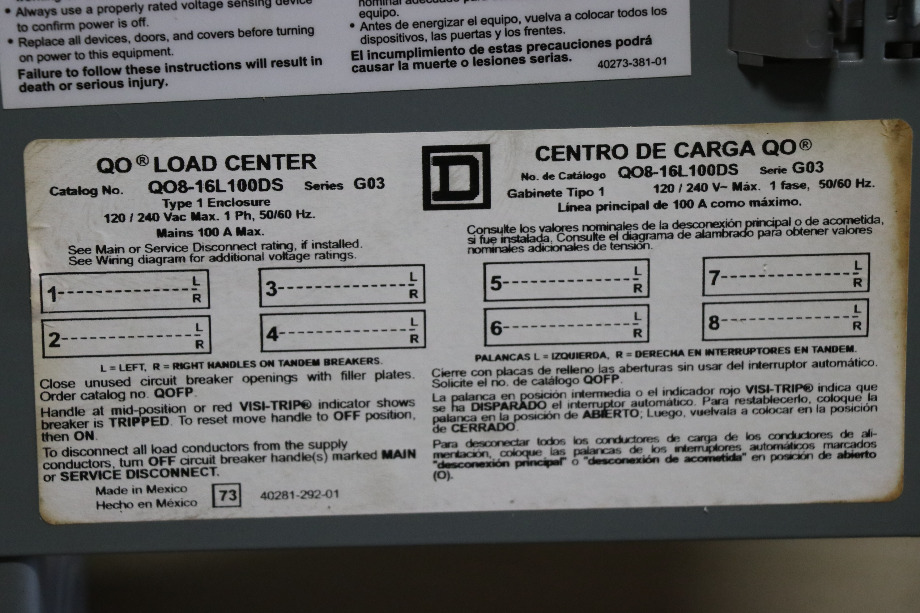 • Always use a properly rated voltage sensing device
to confirm power is off.
• Replace all devices, doors, and covers before turning
on power to this equipment.
Failure to follow these instructions will result in
death or serious injury.
equipo.
• Antes de energizar el equipo, vuelva a colocar todos los
dispositivos, las puertas y los frentes.
El incumplimiento de estas precauciones podrá
causar la muerte o lesiones serias.
40273-381-01
QO® LOAD CENTER
Catalog No. QO8-16L100DS Series G03
Type 1 Enclosure
120 / 240 Vac Max. 1 Ph, 50/60 Hz.
Mains 100 A Max.
See Main or Service Disconnect rating, if installed.
See Wiring diagram for additional voltage ratings.
D
CENTRO DE CARGA QO®
No. de Catálogo QO8-16L100DS Serie G03
Gabinete Tipo 1 120 / 240 V~ Máx. 1 fase, 50/60 Hz.
Línea principal de 100 A como máximo.
Consulte los valores nominales de la desconexión principal o de acometida,
si fue instalada. Consulte el diagrama de alambrado para obtener valores
nominales adicionales de tensión.
1 L R
3 L R
5 L R
7 L R
2 L R
4 L R
6 L R
8 L R
L = LEFT, R = RIGHT HANDLES ON TANDEM BREAKERS.
Close unused circuit breaker openings with filler plates.
Order catalog no. QOFP.
Handle at mid-position or red VISI-TRIP® indicator shows
breaker is TRIPPED. To reset move handle to OFF position,
then ON.
To disconnect all load conductors from the supply
conductors, turn OFF circuit breaker handle(s) marked MAIN
or SERVICE DISCONNECT.
Made in Mexico
Hecho en México
73
40281-292-01
PALANCAS L = IZQUIERDA, R = DERECHA EN INTERRUPTORES EN TANDEM.
Cierre con placas de relleno las aberturas sin usar del interruptor automático.
Solicite el no. de catálogo QOFP.
La palanca en posición intermedia o el indicador rojo VISI-TRIP® indica que
se ha DISPARADO el interruptor automático. Para restablecerlo, coloque la
palanca en la posición de ABIERTO; Luego, vuelvala a colocar en la posición
de CERRADO.
Para desconectar todos los conductores de carga de los conductores de ali-
mentación, coloque las palancas de los interruptores automáticos marcados
"desconexión principal" o "desconexión de acometida" en posición de abierto
(O).